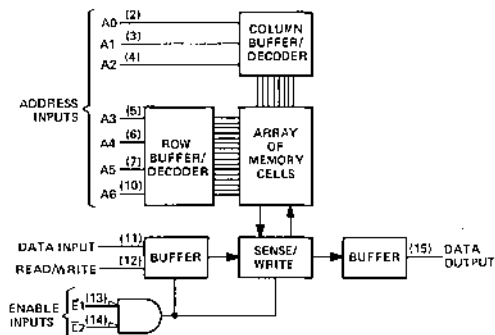 A0 (2)
A1 (3)
A2 (4)
COLUMN
BUFFER/
DECODER
ADDRESS
INPUTS
A3 (5)
A4 (6)
A5 (7)
A6 (10)
ROW
BUFFER/
DECODER
ARRAY
OF
MEMORY
CELLS
DATA INPUT (11)
READ/WRITE (12)
BUFFER
SENSE/
WRITE
BUFFER
(15) DATA
OUTPUT
ENABLE
INPUTS
E1 (13)
E2 (14)